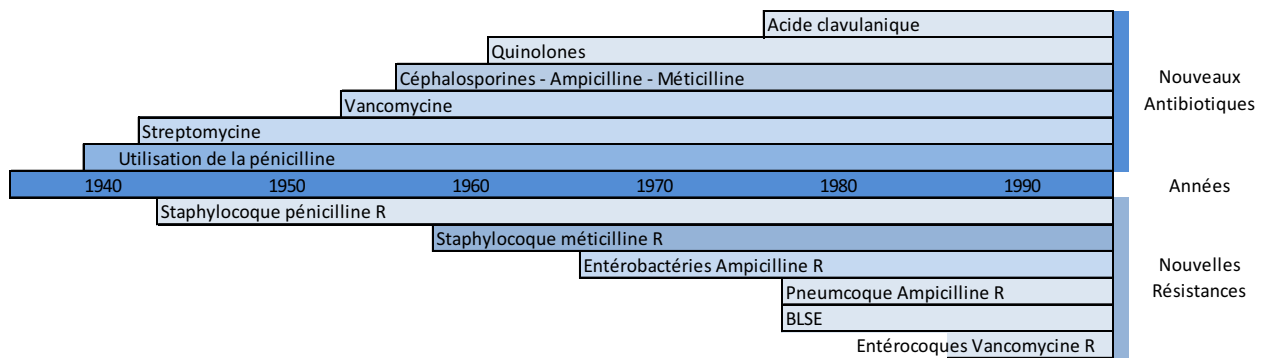 Acide clavulanique
Quinolones
Céphalosporines - Ampicilline - Méticilline
Vancomycine
Streptomycine
Utilisation de la pénicilline
Nouveaux
Antibiotiques
1940 1950 1960 1970 1980 1990 Années
Staphylocoque pénicilline R
Staphylocoque méticilline R
Entérobactéries Ampicilline R
Pneumcoque Ampicilline R
BLSE
Entérocoques Vancomycine R
Nouvelles
Résistances